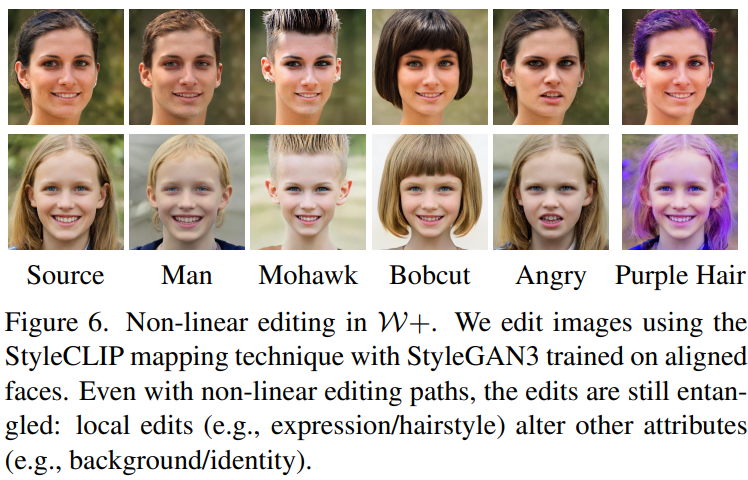 Source Man Mohawk Bobcut Angry Purple Hair
Figure 6. Non-linear editing in 𝒲+. We edit images using the
StyleCLIP mapping technique with StyleGAN3 trained on aligned
faces. Even with non-linear editing paths, the edits are still entan-
gled: local edits (e.g., expression/hairstyle) alter other attributes
(e.g., background/identity).